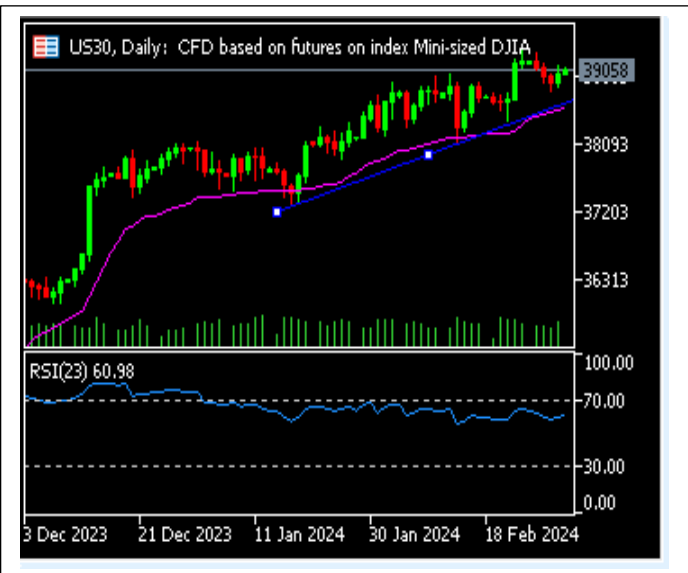 US30, Daily: CFD based on futures on index Mini-sized DJIA
39058
38093
37203
36313
RSI(23) 60.98
100.00
70.00
30.00
0.00
3 Dec 2023 21 Dec 2023 11 Jan 2024 30 Jan 2024 18 Feb 2024